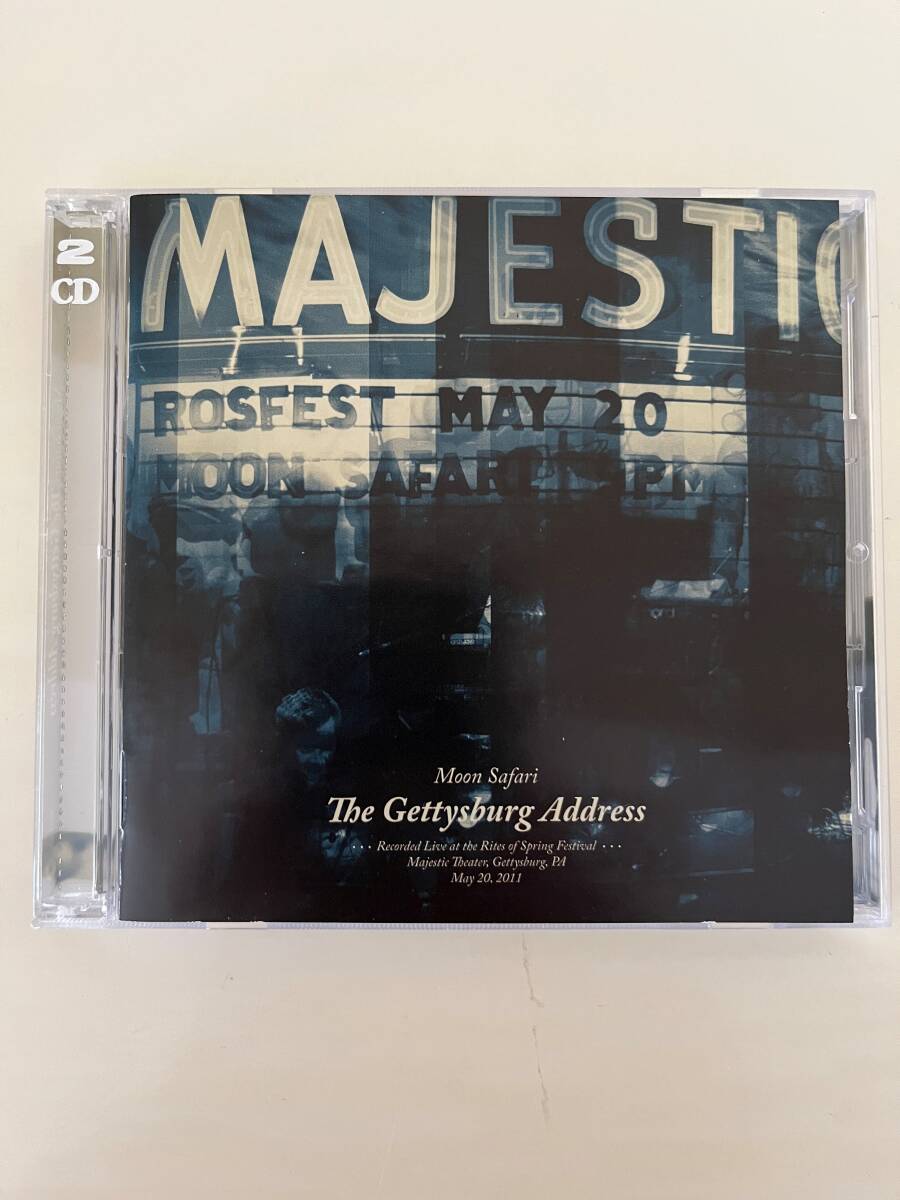 2
CD
MAJESTIC
ROSFEST MAY 20
MOON SAFARI PM
Moon Safari
The Gettysburg Address
··· Recorded Live at the Rites of Spring Festival ···
Majestic Theater, Gettysburg, PA
May 20, 2011